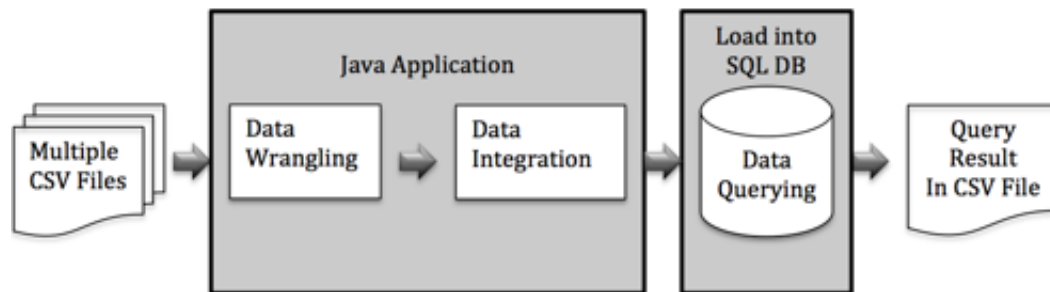 Multiple
CSV Files
Java Application
Data
Wrangling
Data
Integration
Load into
SQL DB
Data
Querying
Query
Result
In CSV File